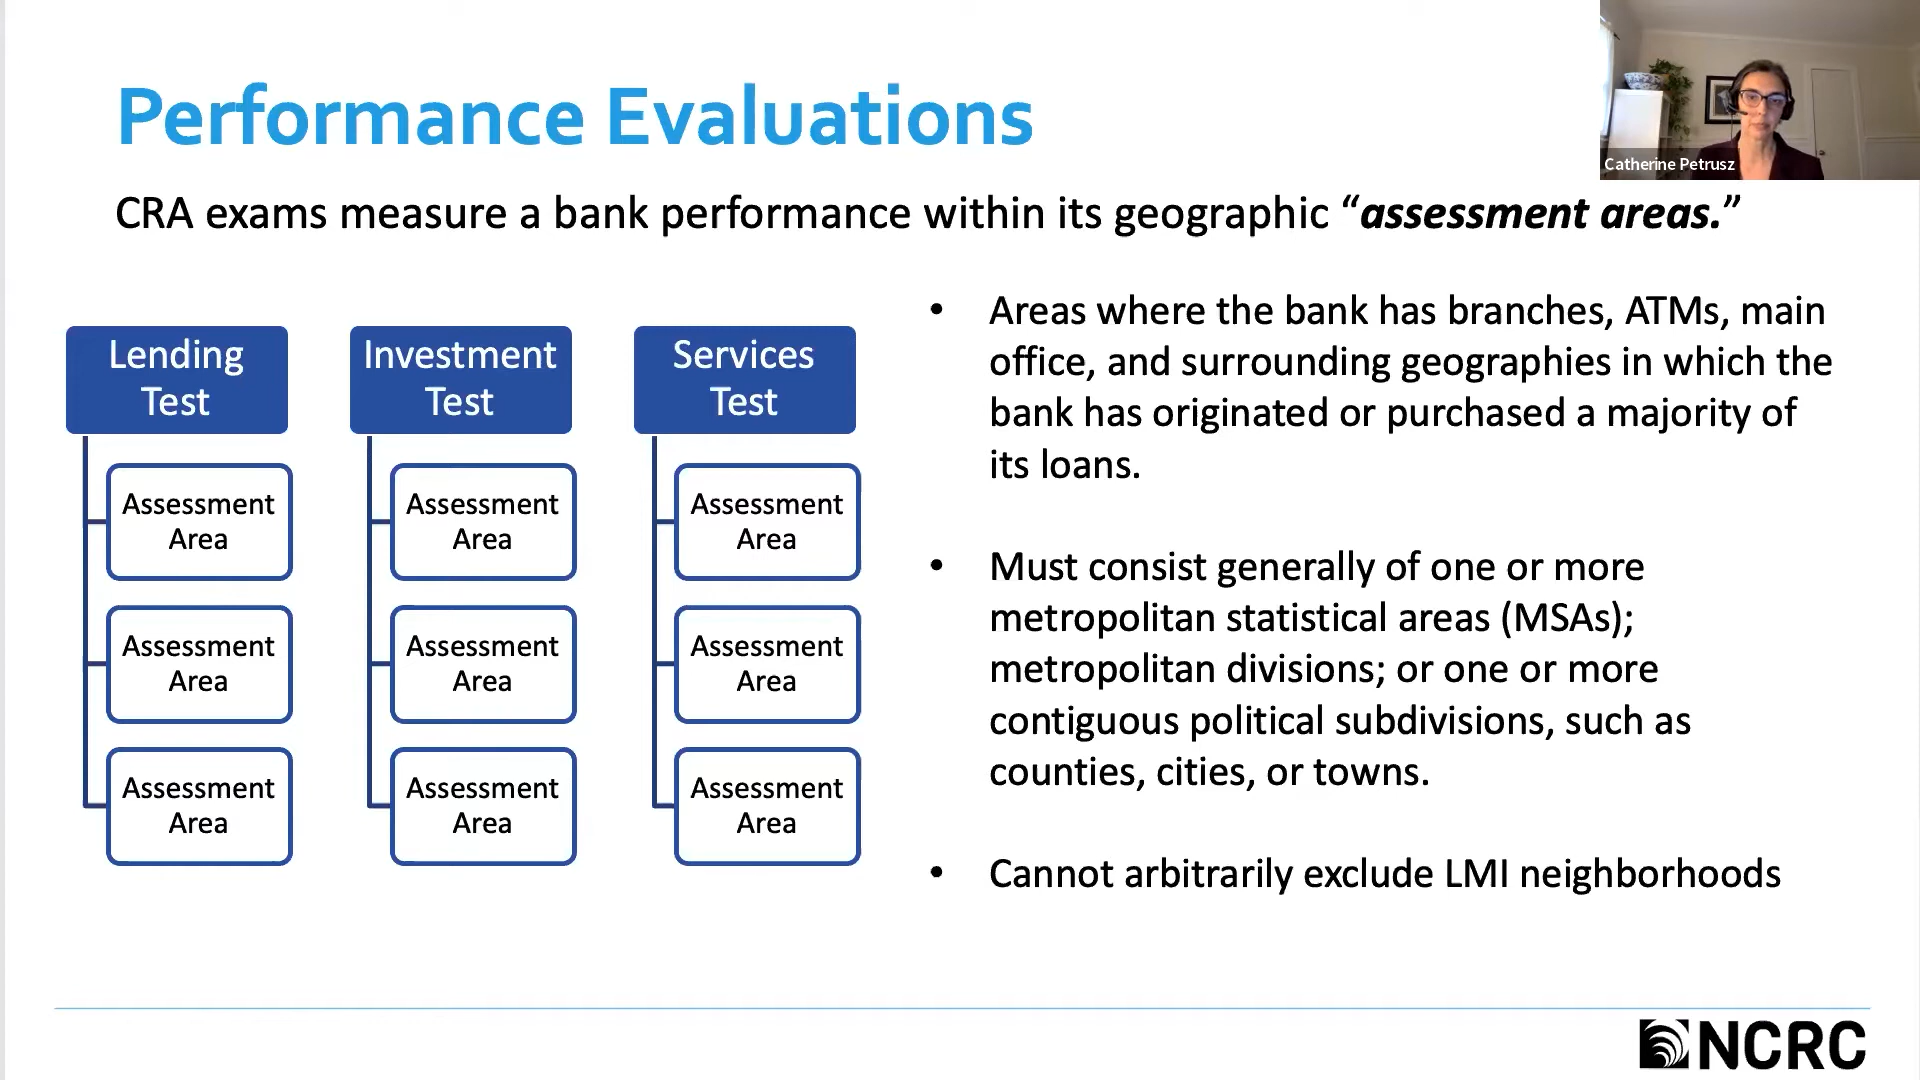 Performance Evaluations
Catherine Petrusz
CRA exams measure a bank performance within its geographic “assessment areas.”
Lending
Test
Assessment
Area
Assessment
Area
Assessment
Area
Investment
Test
Assessment
Area
Assessment
Area
Assessment
Area
Services
Test
Assessment
Area
Assessment
Area
Assessment
Area
• Areas where the bank has branches, ATMs, main
office, and surrounding geographies in which the
bank has originated or purchased a majority of
its loans.
• Must consist generally of one or more
metropolitan statistical areas (MSAs);
metropolitan divisions; or one or more
contiguous political subdivisions, such as
counties, cities, or towns.
• Cannot arbitrarily exclude LMI neighborhoods
NCRC